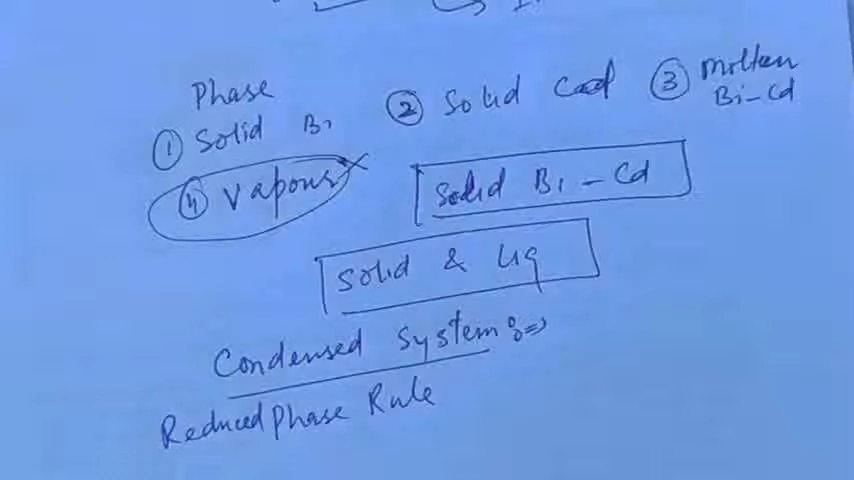 Phase
① Solid Bi ② Solid Cd ③ Molten Bi-Cd
④ Vapour
Solid Bi - Cd
Solid & Liq
Condensed System :⇒
Reduced Phase Rule